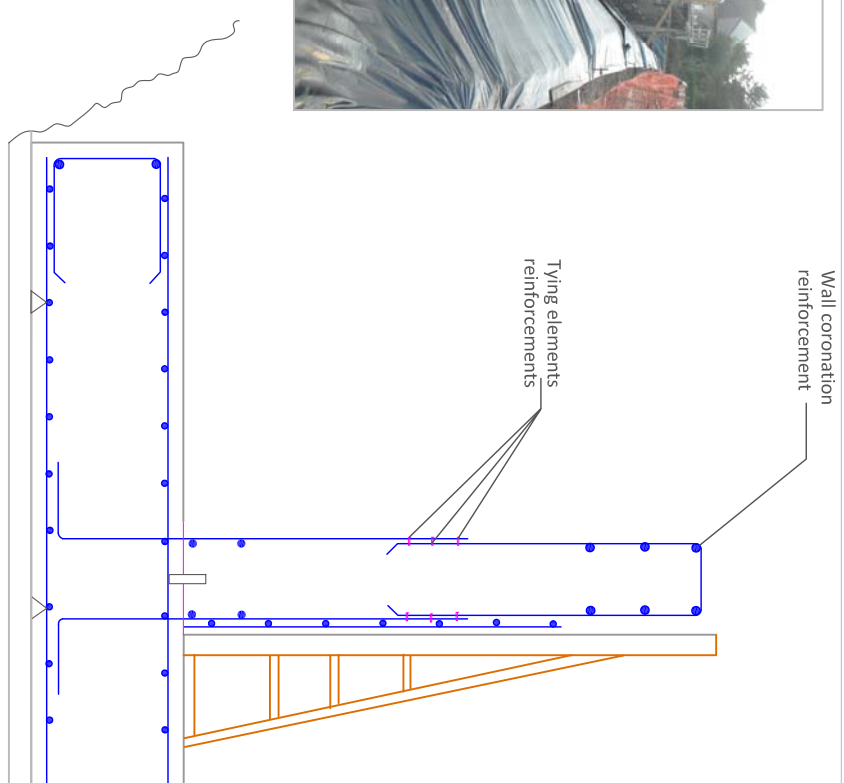 Tying elements
reinforcements
Wall coronation
reinforcement